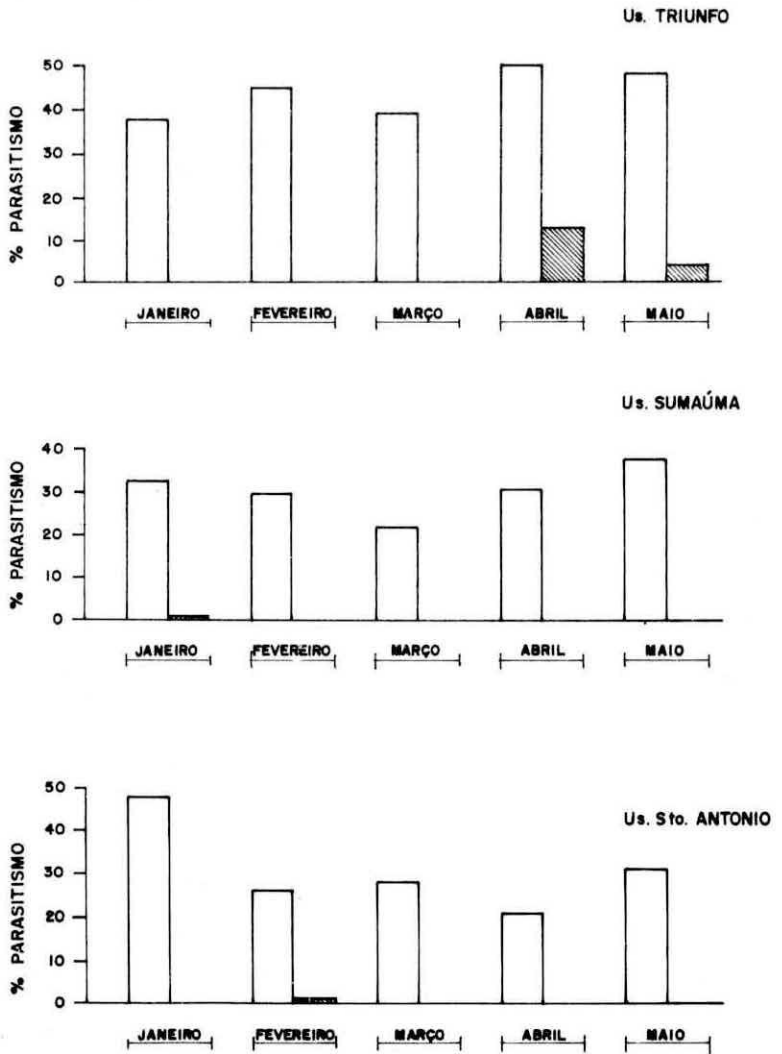 Us. TRIUNFO
% PARASITISMO
50
40
30
20
10
0
JANEIRO FEVEREIRO MARÇO ABRIL MAIO
Us. SUMAÚMA
% PARASITISMO
40
30
20
10
0
JANEIRO FEVEREIRO MARÇO ABRIL MAIO
Us. Sto. ANTONIO
% PARASITISMO
50
40
30
20
10
0
JANEIRO FEVEREIRO MARÇO ABRIL MAIO